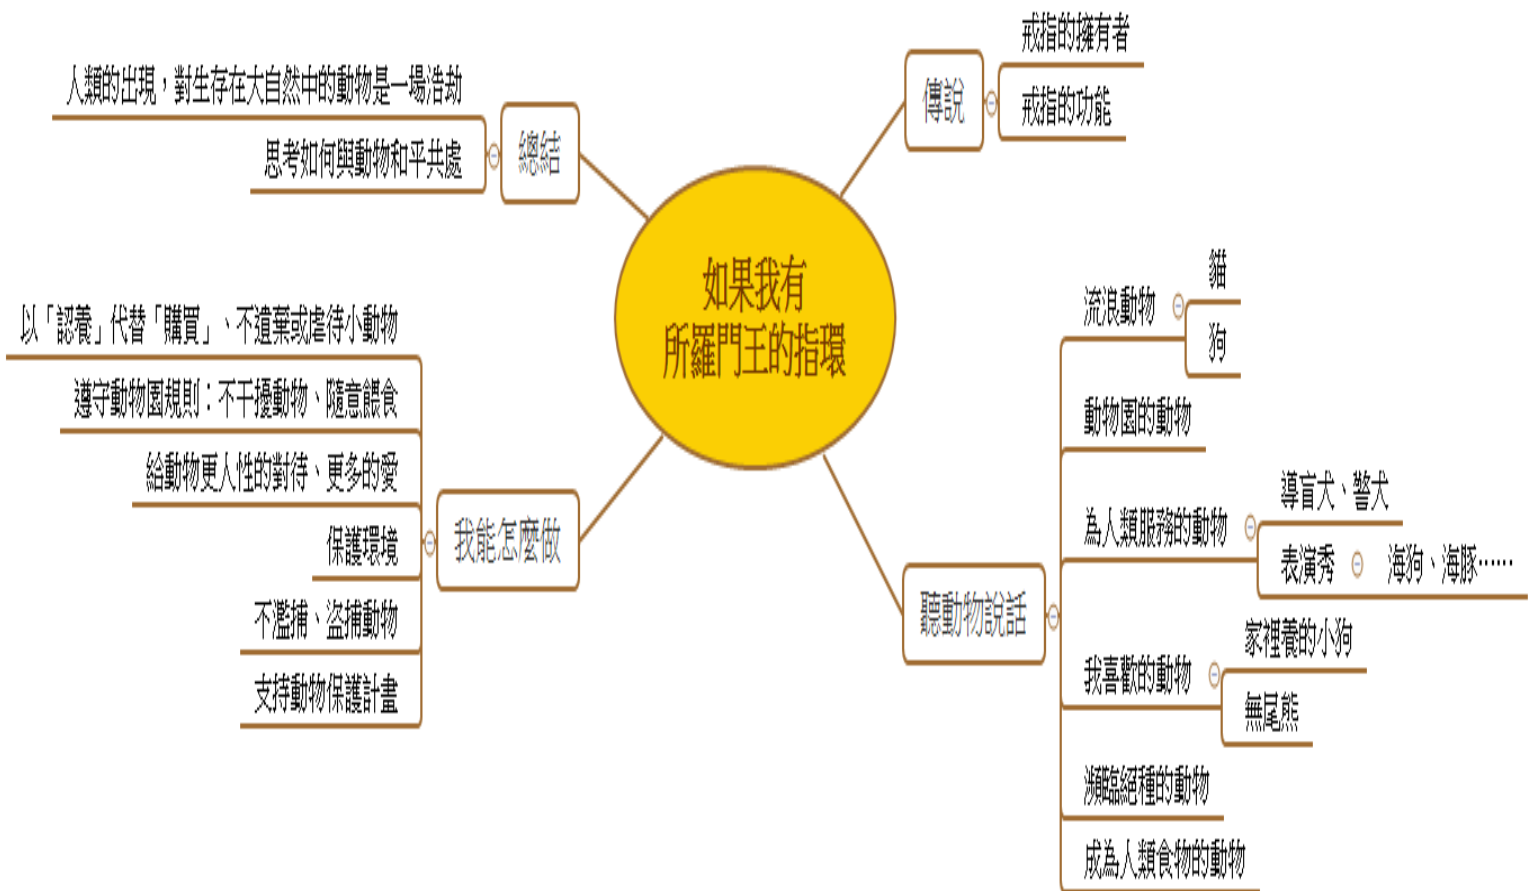 如果我有
所羅門王的指環
傳說
戒指的擁有者
戒指的功能
聽動物說話
流浪動物
貓
狗
動物園的動物
為人類服務的動物
導盲犬、警犬
表演秀
海狗、海豚……
我喜歡的動物
家裡養的小狗
無尾熊
瀕臨絕種的動物
成為人類食物的動物
我能怎麼做
以「認養」代替「購買」、不遺棄或虐待小動物
遵守動物園規則：不干擾動物、隨意餵食
給動物更人性的對待、更多的愛
保護環境
不濫捕、盜捕動物
支持動物保護計畫
總結
人類的出現，對生存在大自然中的動物是一場浩劫
思考如何與動物和平共處